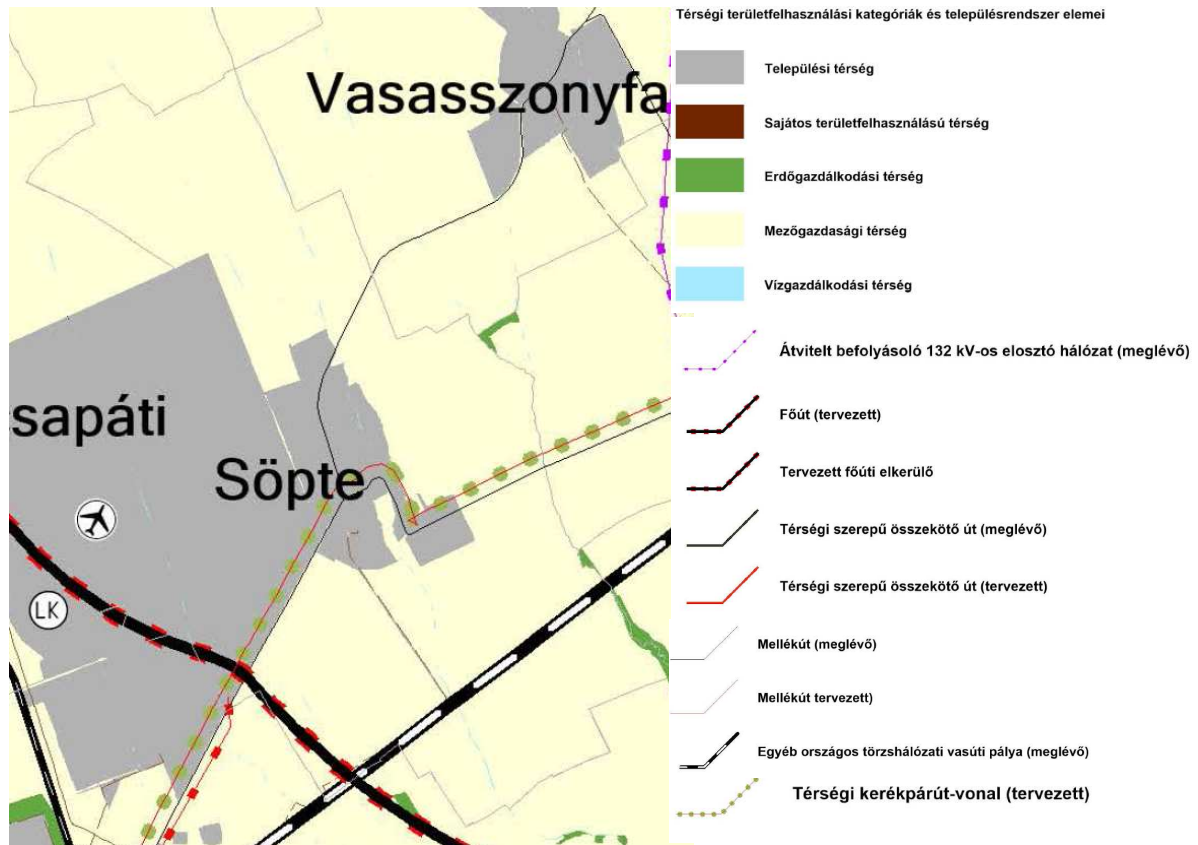 Vasasszonyfa
sapáti
Söpte
LK
Térségi területfelhasználási kategóriák és településrendszer elemei
Települési térség
Sajátos területfelhasználású térség
Erdőgazdálkodási térség
Mezőgazdasági térség
Vízgazdálkodási térség
Átvitelt befolyásoló 132 kV-os elosztó hálózat (meglévő)
Főút (tervezett)
Tervezett főúti elkerülő
Térségi szerepű összekötő út (meglévő)
Térségi szerepű összekötő út (tervezett)
Mellékút (meglévő)
Mellékút tervezett)
Egyéb országos törzshálózati vasúti pálya (meglévő)
Térségi kerékpárút-vonal (tervezett)